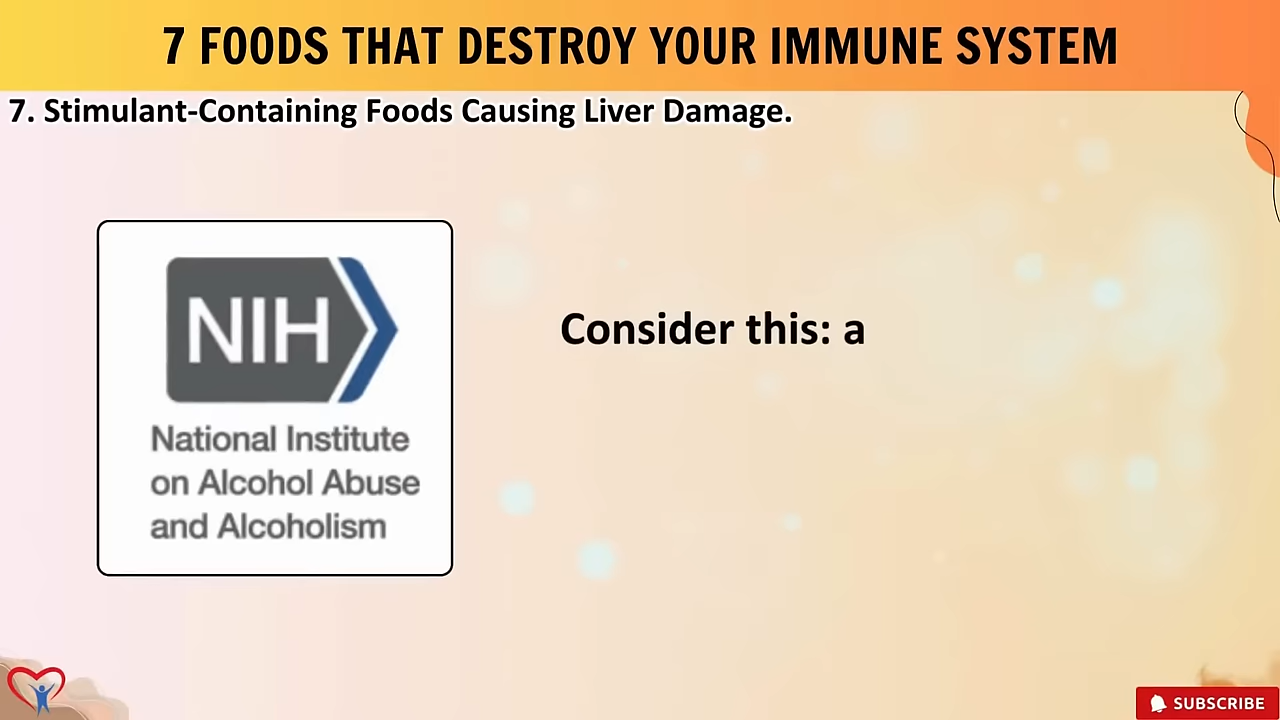 7 FOODS THAT DESTROY YOUR IMMUNE SYSTEM
7. Stimulant-Containing Foods Causing Liver Damage.
NIH
National Institute
on Alcohol Abuse
and Alcoholism
Consider this: a
SUBSCRIBE